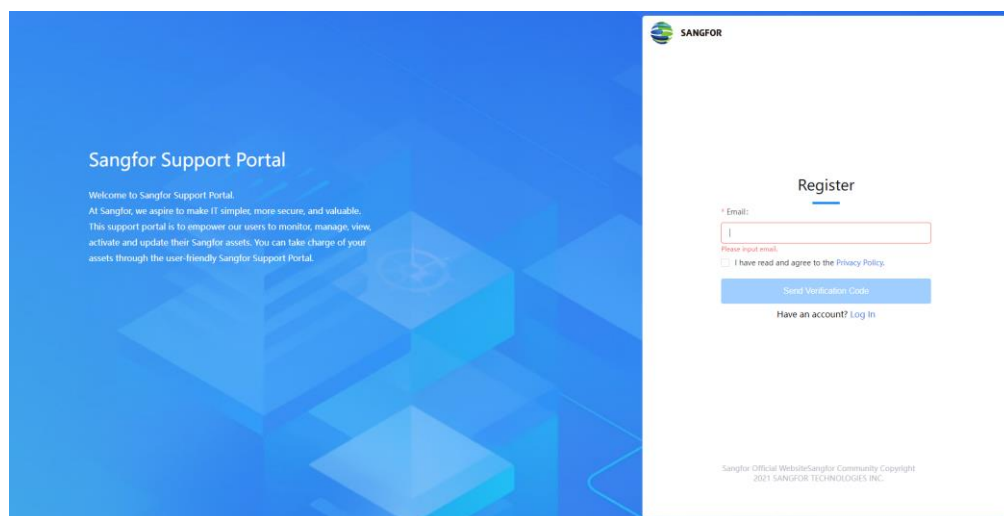 SANGFOR
Sangfor Support Portal
Welcome to Sangfor Support Portal.
At Sangfor, we aspire to make IT simpler, more secure, and valuable.
This support portal is to empower our users to monitor, manage, view,
activate and update their Sangfor assets. You can take charge of your
assets through the user-friendly Sangfor Support Portal.
Register
* Email:
Please input email.
I have read and agree to the Privacy Policy.
Send Verification Code
Have an account? Log In
Sangfor Official WebsiteSangfor Community Copyright
2021 SANGFOR TECHNOLOGIES INC.